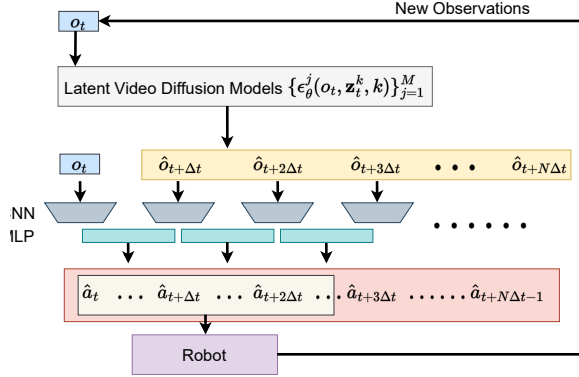 New Observations
o_t
Latent Video Diffusion Models {ϵ_θ^j(o_t, z_t^k, k)}_{j=1}^M
o_t ô_{t+Δt} ô_{t+2Δt} ô_{t+3Δt} • • • ô_{t+NΔt}
NN
MLP
â_t ... â_{t+Δt} ... â_{t+2Δt} ... â_{t+3Δt} ...... â_{t+NΔt−1}
Robot